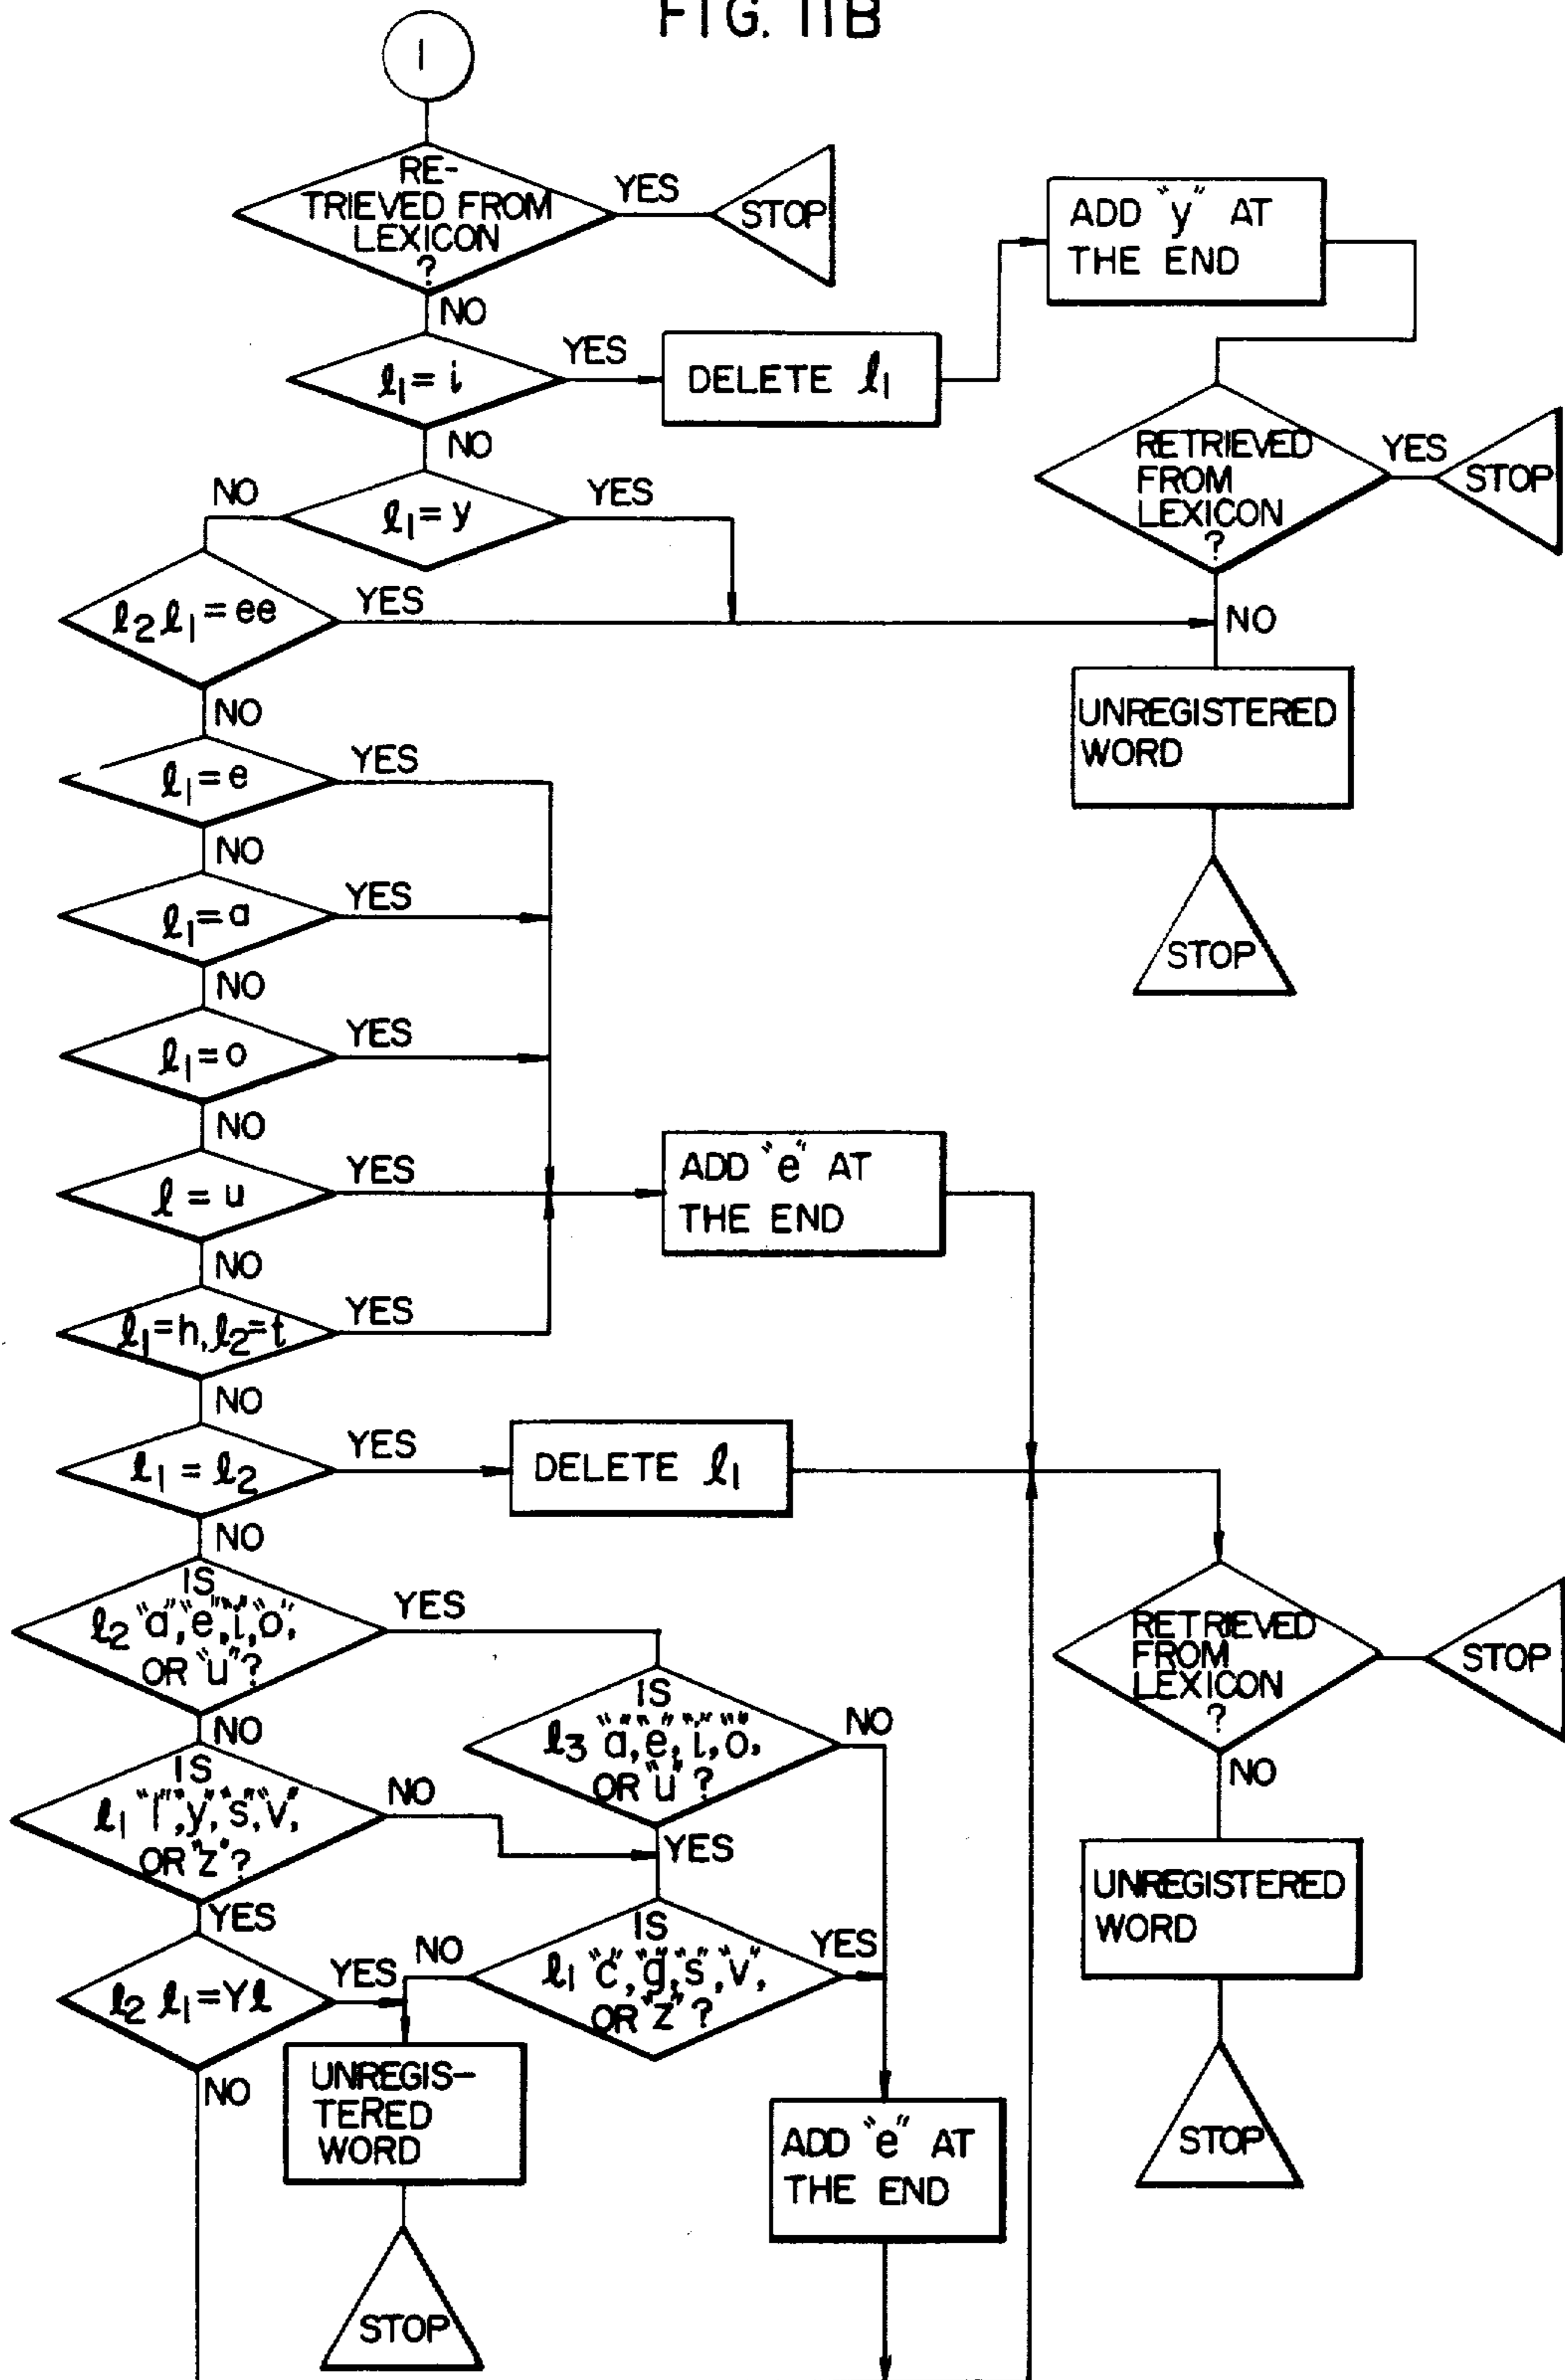 FIG. 11B
1
RE-
TRIEVED FROM
LEXICON
?
YES
STOP
NO
ℓ1 = i
YES
DELETE ℓ1
ADD "y" AT
THE END
RETRIEVED
FROM
LEXICON
?
YES
STOP
NO
NO
ℓ1 = y
YES
ℓ2 ℓ1 = ee
YES
NO
UNREGISTERED
WORD
STOP
NO
ℓ1 = e
YES
NO
ℓ1 = a
YES
NO
ℓ1 = o
YES
NO
ℓ = u
YES
ADD "e" AT
THE END
NO
ℓ1 = h, ℓ2 = t
YES
NO
ℓ1 = ℓ2
YES
DELETE ℓ1
NO
IS
ℓ2 "a", "e", "i", "o",
OR "u" ?
YES
RETRIEVED
FROM
LEXICON
?
STOP
NO
IS
ℓ3 "a", "e", "i", "o",
OR "u" ?
NO
YES
NO
IS
ℓ1 "l", "y", "s", "v",
OR "z" ?
NO
YES
IS
ℓ1 "c", "g", "s", "v",
OR "z" ?
NO
YES
UNREGISTERED
WORD
STOP
ℓ2 ℓ1 = Yℓ
YES
NO
UNREGIS-
TERED
WORD
STOP
ADD "e" AT
THE END